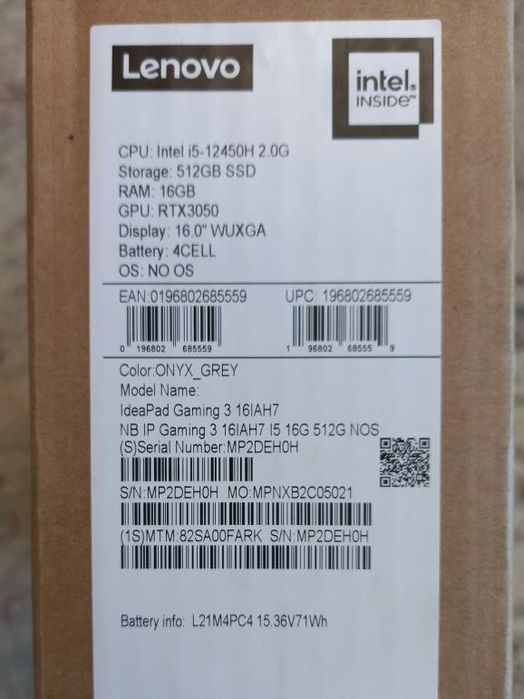 Lenovo
intel.
INSIDE™
CPU: Intel i5-12450H 2.0G
Storage: 512GB SSD
RAM: 16GB
GPU: RTX3050
Display: 16.0" WUXGA
Battery: 4CELL
OS: NO OS
EAN:0196802685559 UPC: 196802685559
0 196802 685559 1 96802 68555 9
Color:ONYX_GREY
Model Name:
IdeaPad Gaming 3 16IAH7
NB IP Gaming 3 16IAH7 I5 16G 512G NOS
(S)Serial Number:MP2DEH0H
S/N:MP2DEH0H MO:MPNXB2C05021
(1S)MTM:82SA00FARK S/N:MP2DEH0H
Battery info: L21M4PC4 15.36V71Wh